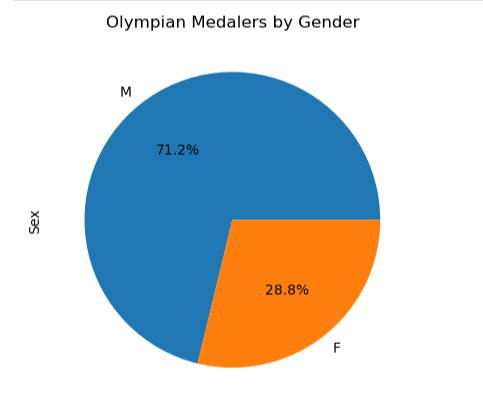 Olympian Medalers by Gender
M
71.2%
Sex
28.8%
F